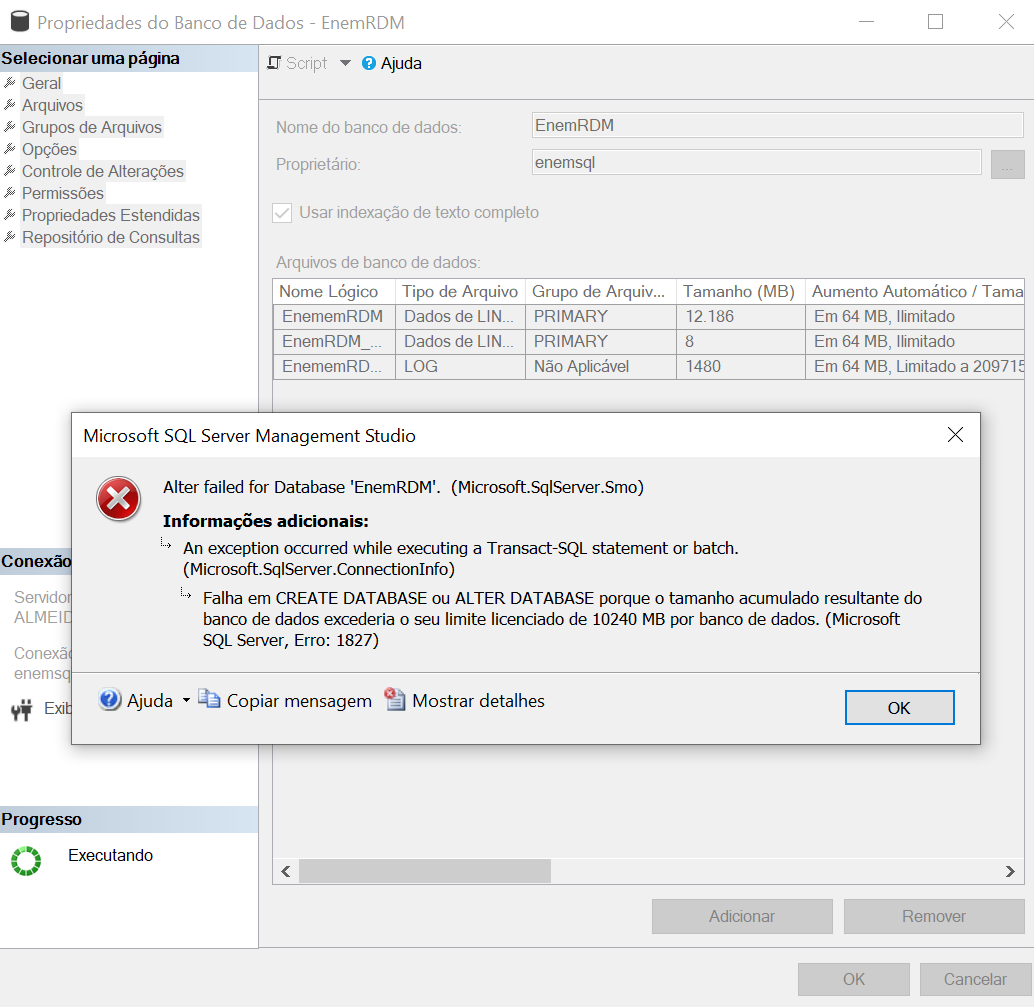 Propriedades do Banco de Dados - EnemRDM
Selecionar uma página
Geral
Arquivos
Grupos de Arquivos
Opções
Controle de Alterações
Permissões
Propriedades Estendidas
Repositório de Consultas
Script
Ajuda
Nome do banco de dados:
EnemRDM
Proprietário:
enemsql
...
Usar indexação de texto completo
Arquivos de banco de dados:
Nome Lógico Tipo de Arquivo Grupo de Arquiv... Tamanho (MB) Aumento Automático / Tama
EnememRDM Dados de LIN... PRIMARY 12.186 Em 64 MB, Ilimitado
EnemRDM_... Dados de LIN... PRIMARY 8 Em 64 MB, Ilimitado
EnememRD... LOG Não Aplicável 1480 Em 64 MB, Limitado a 209715
Microsoft SQL Server Management Studio
Alter failed for Database 'EnemRDM'. (Microsoft.SqlServer.Smo)
Informações adicionais:
An exception occurred while executing a Transact-SQL statement or batch.
(Microsoft.SqlServer.ConnectionInfo)
Falha em CREATE DATABASE ou ALTER DATABASE porque o tamanho acumulado resultante do
banco de dados excederia o seu limite licenciado de 10240 MB por banco de dados. (Microsoft
SQL Server, Erro: 1827)
Ajuda Copiar mensagem Mostrar detalhes
OK
Conexão
Servidor
ALMEID
Conexão
enemsq
Exib
Progresso
Executando
Adicionar
Remover
OK
Cancelar